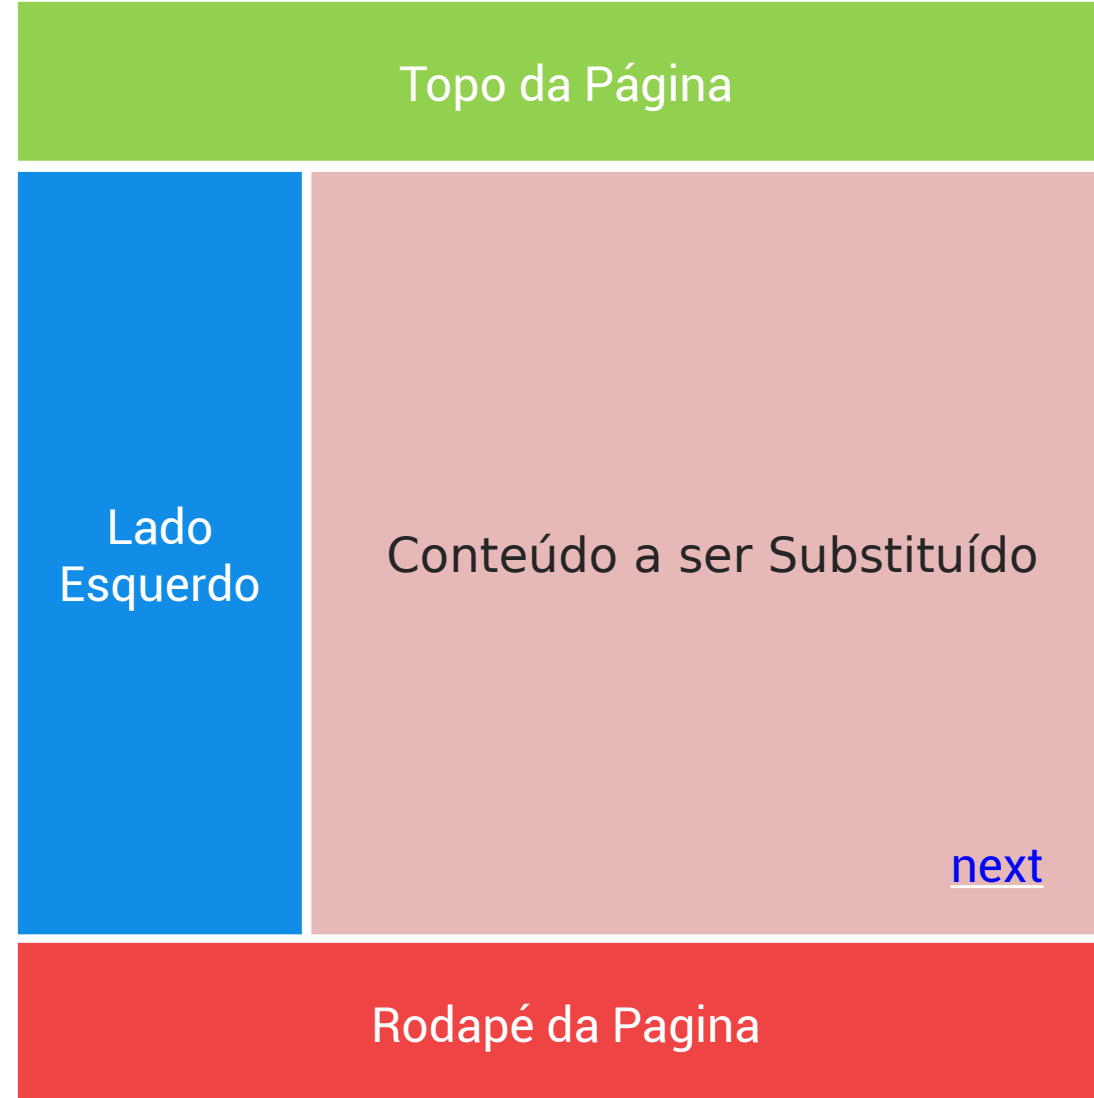 Topo da Página
Lado
Esquerdo
Conteúdo a ser Substituído
next
Rodapé da Pagina